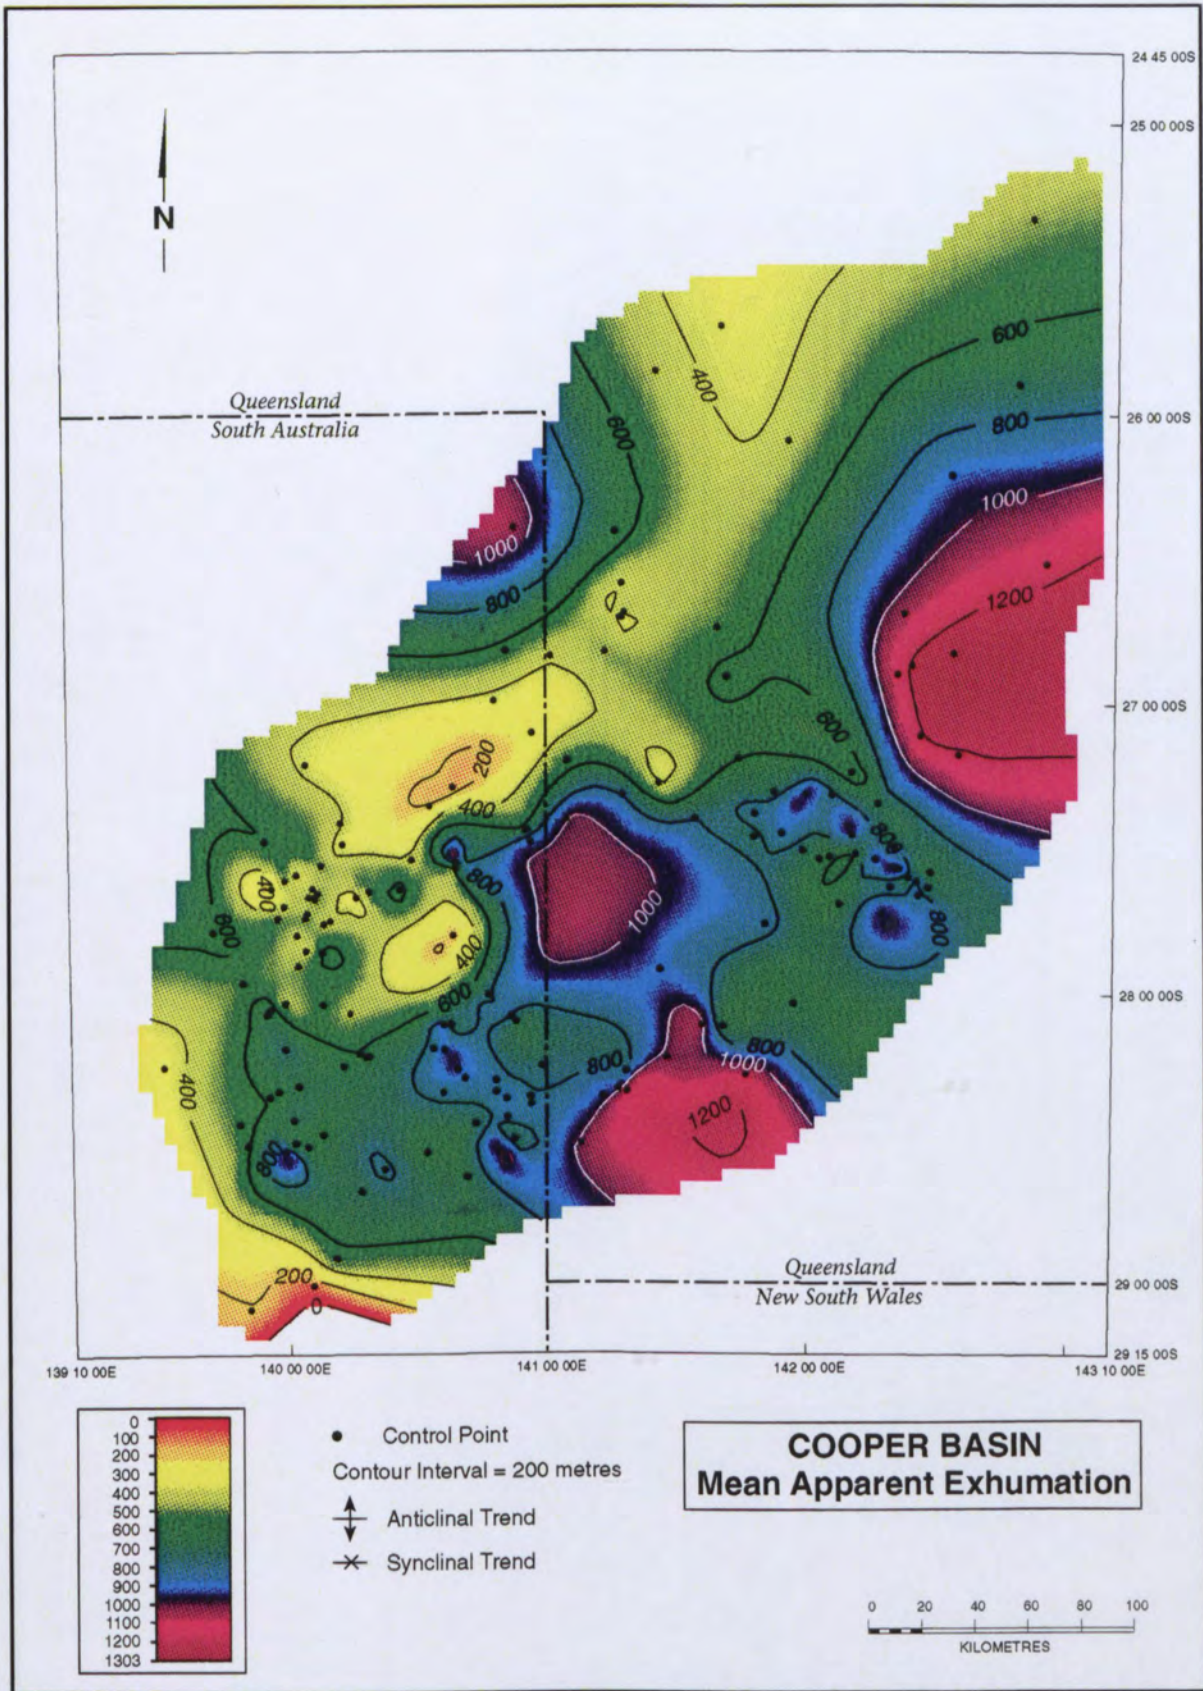 24 45 00S
25 00 00S
N
600
400
Queensland
South Australia
600
26 00 00S
800
1000
1000
1200
800
27 00 00S
600
200
400
800
800
400
1000
800
400
600
600
28 00 00S
800
800
1000
400
1200
800
200
0
Queensland
New South Wales
29 00 00S
29 15 00S
139 10 00E
140 00 00E
141 00 00E
142 00 00E
143 10 00E
0
100
200
300
400
500
600
700
800
900
1000
1100
1200
1303
Control Point
Contour Interval = 200 metres
Anticlinal Trend
Synclinal Trend
COOPER BASIN
Mean Apparent Exhumation
0 20 40 60 80 100
KILOMETRES